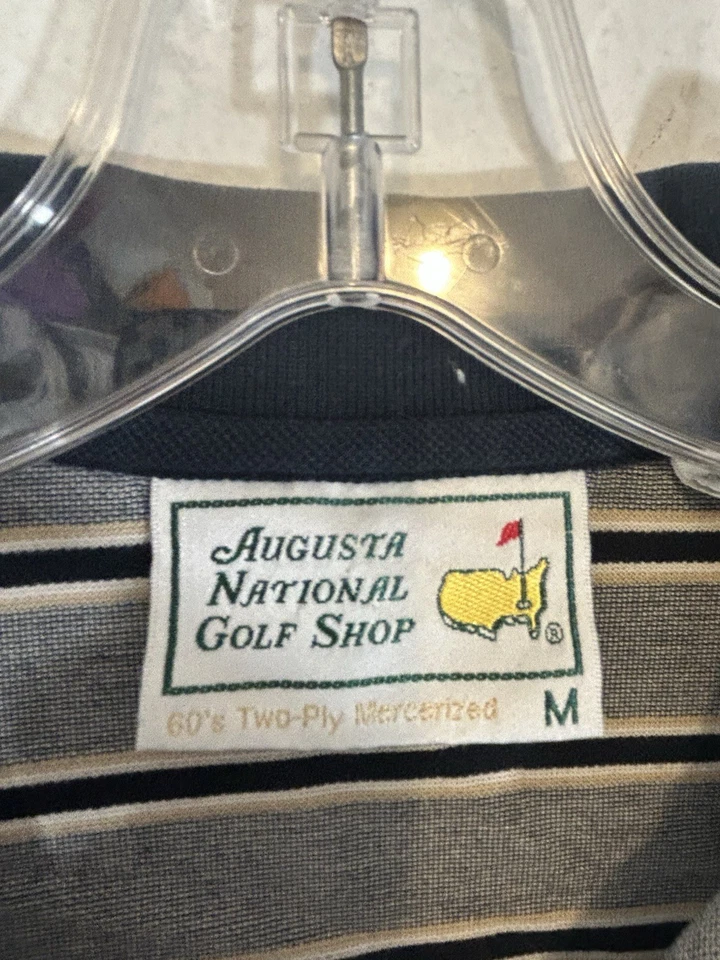 AUGUSTA
NATIONAL
GOLF SHOP
®
60's Two-Ply Mercerized
M